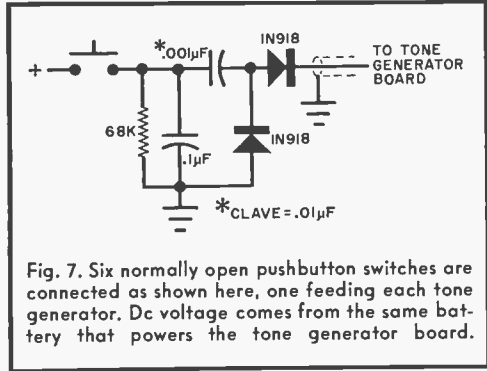 *.001µF
IN918
TO TONE
GENERATOR
BOARD
+
68K
.1µF
IN918
*CLAVE=.01µF
Fig. 7. Six normally open pushbutton switches are
connected as shown here, one feeding each tone
generator. Dc voltage comes from the same bat-
tery that powers the tone generator board.